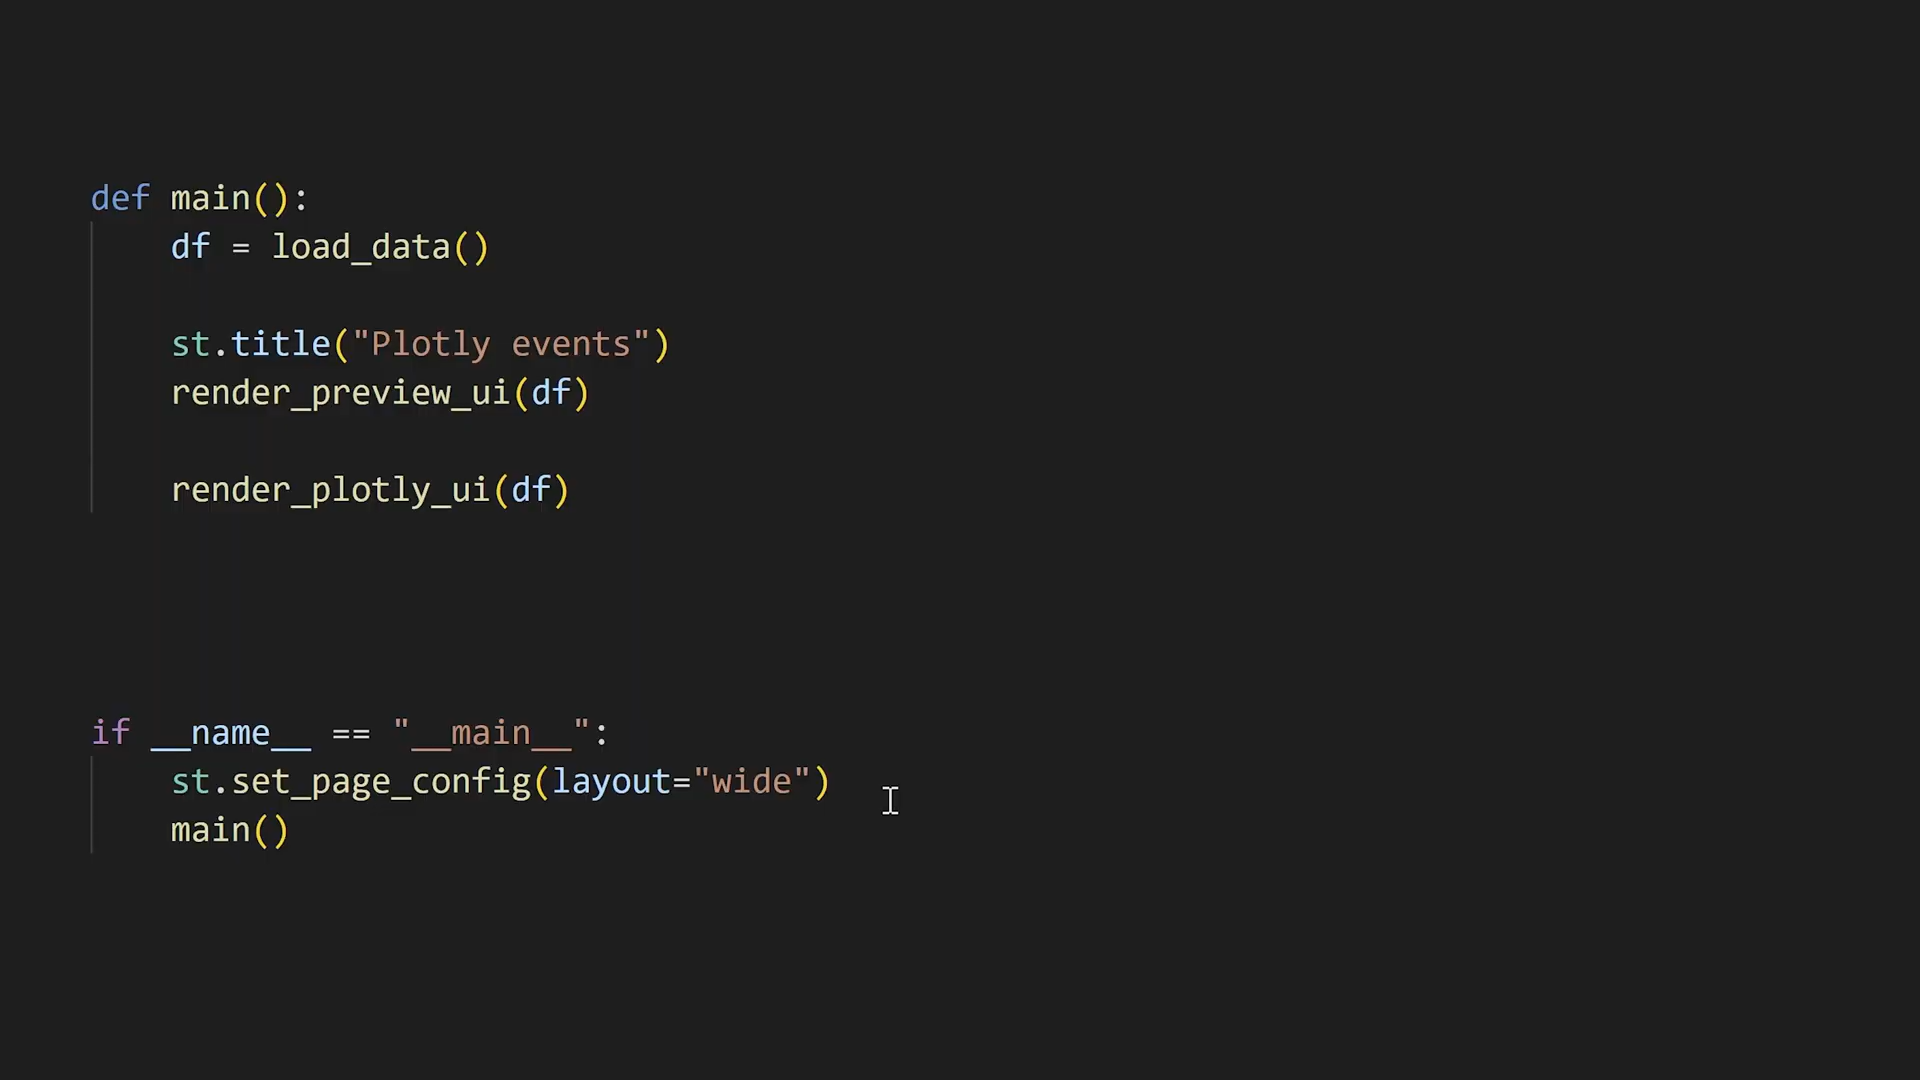 def main():
    df = load_data()
    st.title("Plotly events")
    render_preview_ui(df)
    render_plotly_ui(df)
if __name__ == "__main__":
    st.set_page_config(layout="wide")
    main()